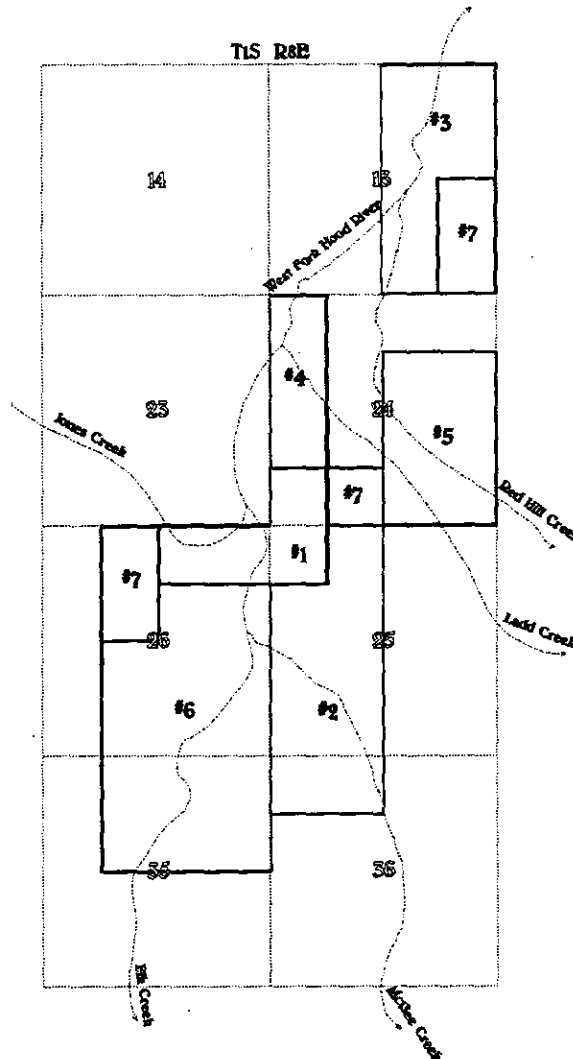 T1S R8E
#3
14
13
#7
West Fork Hood River
#4
23
24
#5
Jones Creek
#7
Red Hill Creek
#1
#7
Ladd Creek
26
25
#6
#2
35
36
Elk Creek
McGee Creek